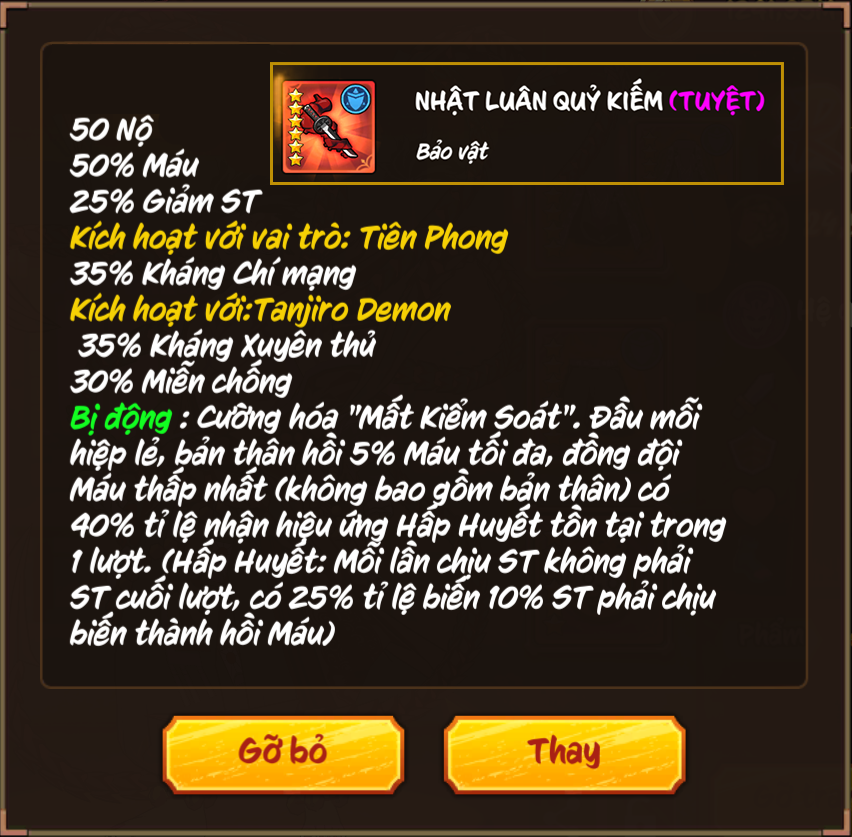 NHẬT LUÂN QUỶ KIẾM (TUYỆT)
Bảo vật
50 Nộ
50% Máu
25% Giảm ST
Kích hoạt với vai trò: Tiên Phong
35% Kháng Chí mạng
Kích hoạt với:Tanjiro Demon
35% Kháng Xuyên thủ
30% Miễn chống
Bị động : Cường hóa "Mất Kiểm Soát". Đầu mỗi
hiệp lẻ, bản thân hồi 5% Máu tối đa, đồng đội
Máu thấp nhất (không bao gồm bản thân) có
40% tỉ lệ nhận hiệu ứng Hấp Huyết tồn tại trong
1 lượt. (Hấp Huyết: Mỗi lần chịu ST không phải
ST cuối lượt, có 25% tỉ lệ biến 10% ST phải chịu
biến thành hồi Máu)
Gỡ bỏ
Thay